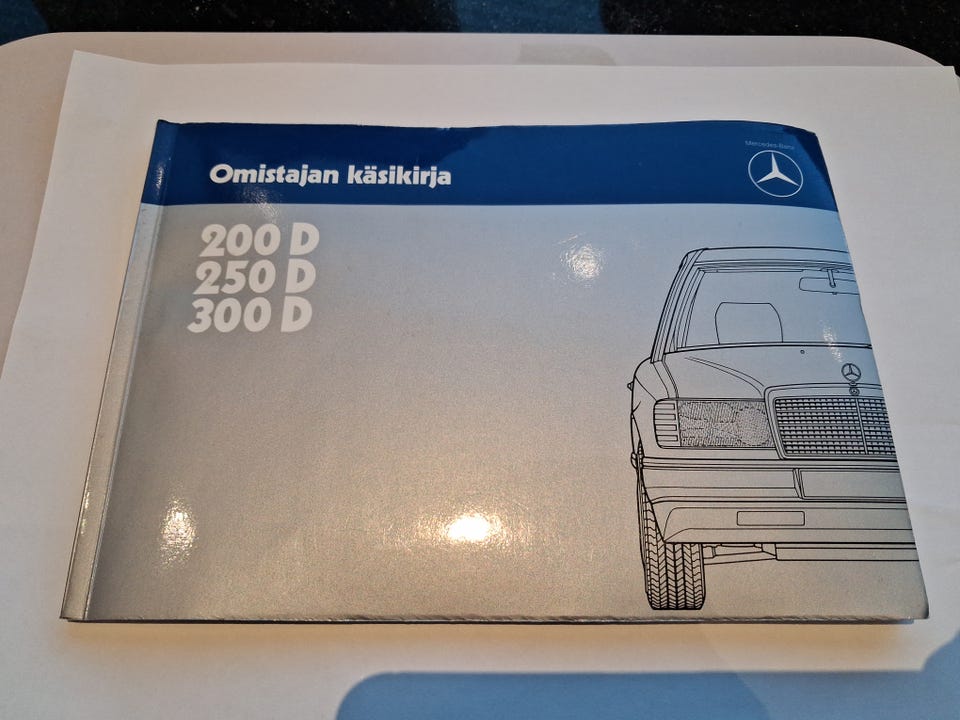 Mercedes-Benz
Omistajan käsikirja
200 D
250 D
300 D